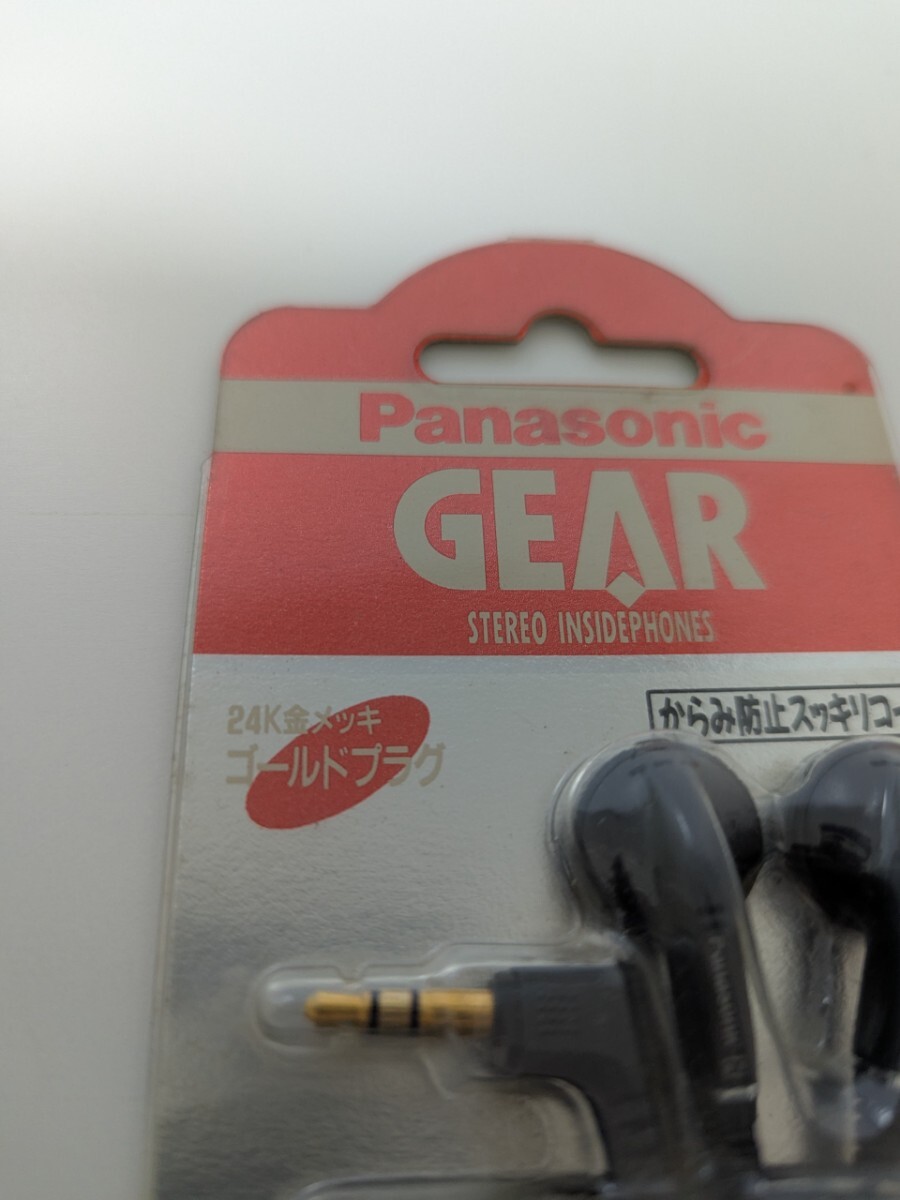 Panasonic
GEAR
STEREO INSIDEPHONES
24K金メッキ
ゴールドプラグ
からみ防止スッキリコー